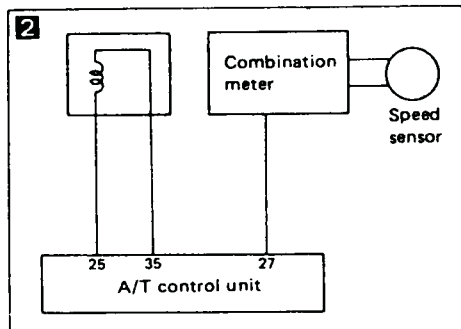 2
Combination
meter
Speed
sensor
25 35 27
A/T control unit